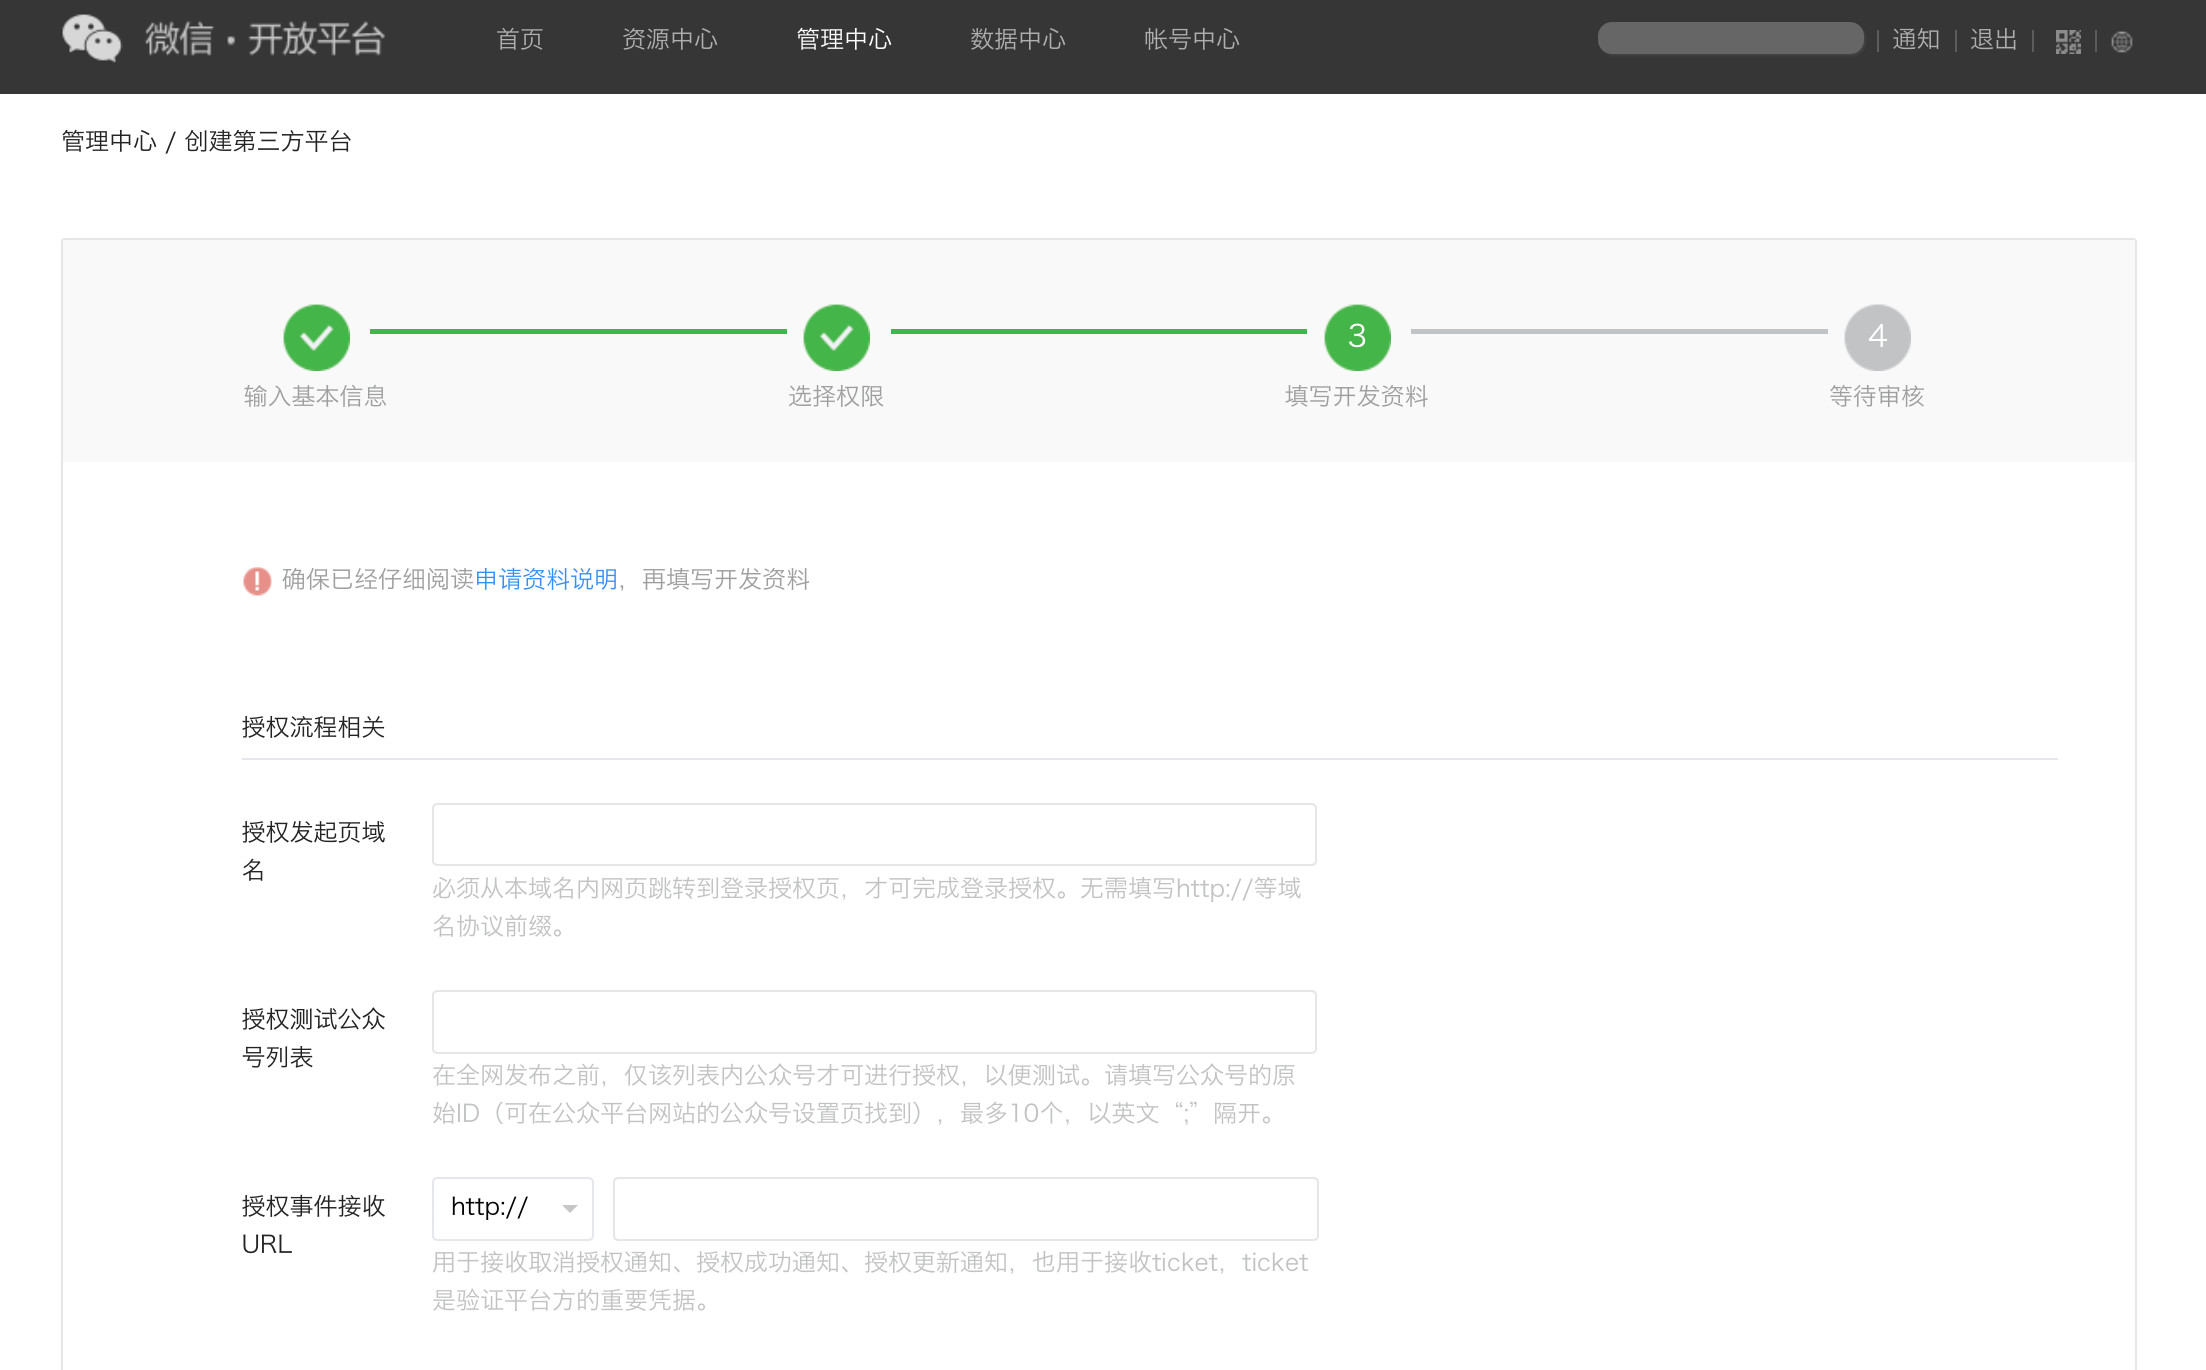 微信·开放平台
首页 资源中心 管理中心 数据中心 帐号中心 通知 退出
管理中心 / 创建第三方平台
3 4
输入基本信息 选择权限 填写开发资料 等待审核
确保已经仔细阅读申请资料说明，再填写开发资料
授权流程相关
授权发起页域
名
必须从本域名内网页跳转到登录授权页，才可完成登录授权。无需填写http://等域
名协议前缀。
授权测试公众
号列表
在全网发布之前，仅该列表内公众号才可进行授权，以便测试。请填写公众号的原
始ID（可在公众平台网站的公众号设置页找到），最多10个，以英文“;”隔开。
授权事件接收
URL
http://
用于接收取消授权通知、授权成功通知、授权更新通知，也用于接收ticket，ticket
是验证平台方的重要凭据。